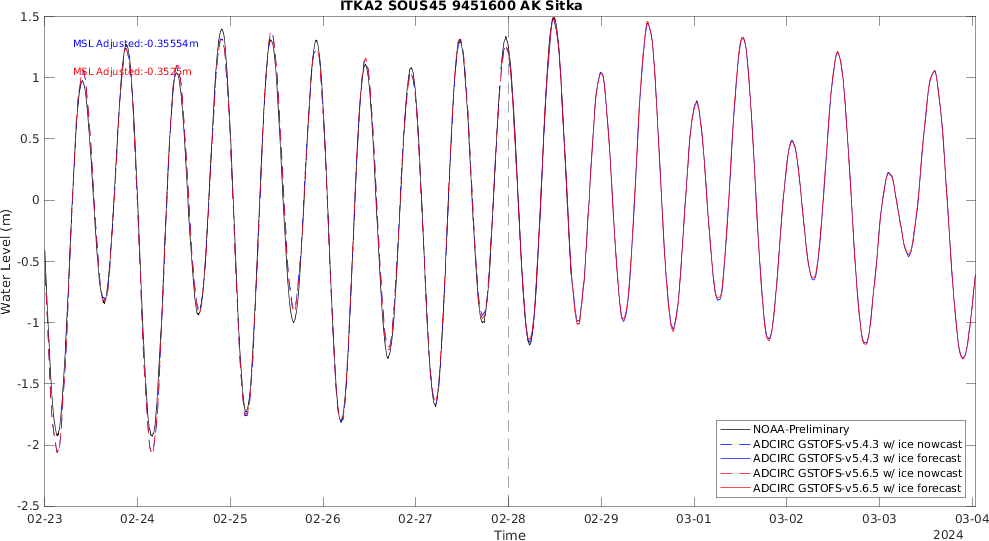 ITKA2 SOUS45 9451600 AK Sitka
MSL Adjusted:-0.35554m
MSL Adjusted:-0.3525m
1.5
1
0.5
0
-0.5
-1
-1.5
-2
-2.5
Water Level (m)
NOAA-Preliminary
ADCIRC GSTOFS-v5.4.3 w/ ice nowcast
ADCIRC GSTOFS-v5.4.3 w/ ice forecast
ADCIRC GSTOFS-v5.6.5 w/ ice nowcast
ADCIRC GSTOFS-v5.6.5 w/ ice forecast
02-23 02-24 02-25 02-26 02-27 02-28 02-29 03-01 03-02 03-03 03-04
Time
2024